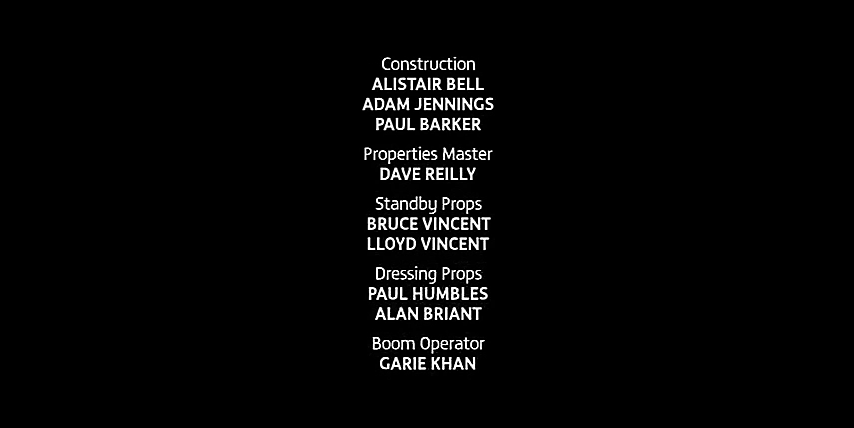 Construction
ALISTAIR BELL
ADAM JENNINGS
PAUL BARKER
Properties Master
DAVE REILLY
Standby Props
BRUCE VINCENT
LLOYD VINCENT
Dressing Props
PAUL HUMBLES
ALAN BRIANT
Boom Operator
GARIE KHAN